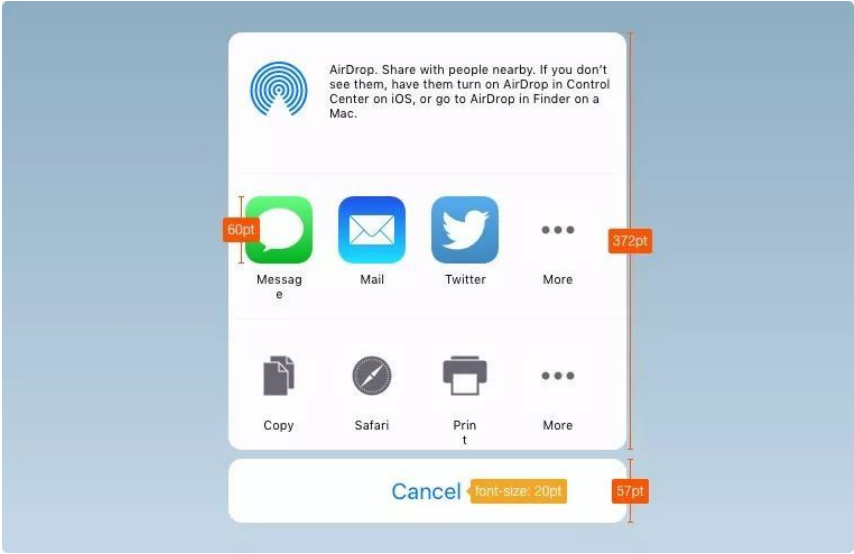 AirDrop. Share with people nearby. If you don't
see them, have them turn on AirDrop in Control
Center on iOS, or go to AirDrop in Finder on a
Mac.
60pt
372pt
Messag
e
Mail
Twitter
More
Copy
Safari
Prin
t
More
Cancel
font-size: 20pt
57pt